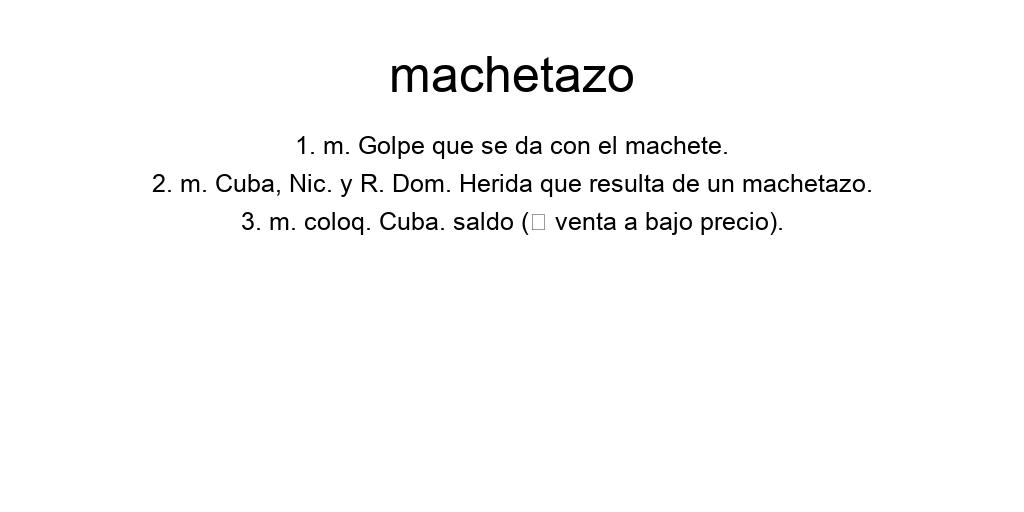 machetazo
1. m. Golpe que se da con el machete.
2. m. Cuba, Nic. y R. Dom. Herida que resulta de un machetazo.
3. m. coloq. Cuba. saldo (□ venta a bajo precio).